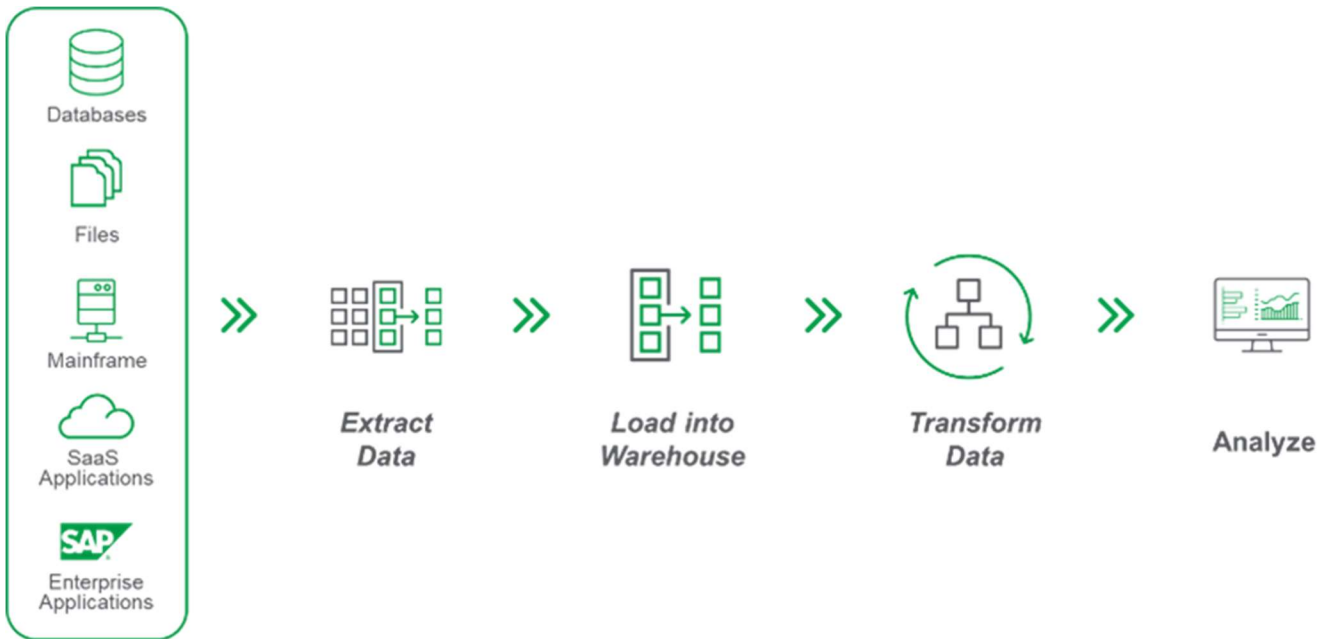 Databases
Files
Mainframe
SaaS
Applications
SAP
Enterprise
Applications
Extract
Data
Load into
Warehouse
Transform
Data
Analyze